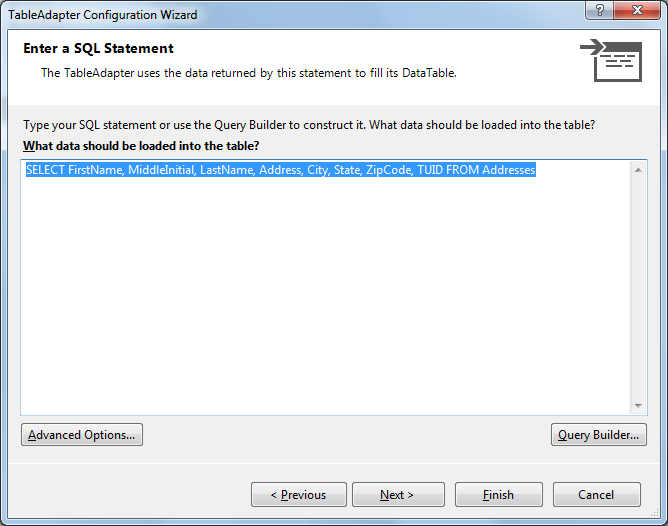 TableAdapter Configuration Wizard
Enter a SQL Statement
The TableAdapter uses the data returned by this statement to fill its DataTable.
Type your SQL statement or use the Query Builder to construct it. What data should be loaded into the table?
What data should be loaded into the table?
SELECT FirstName, MiddleInitial, LastName, Address, City, State, ZipCode, TUID FROM Addresses
Advanced Options... Query Builder...
< Previous Next > Finish Cancel